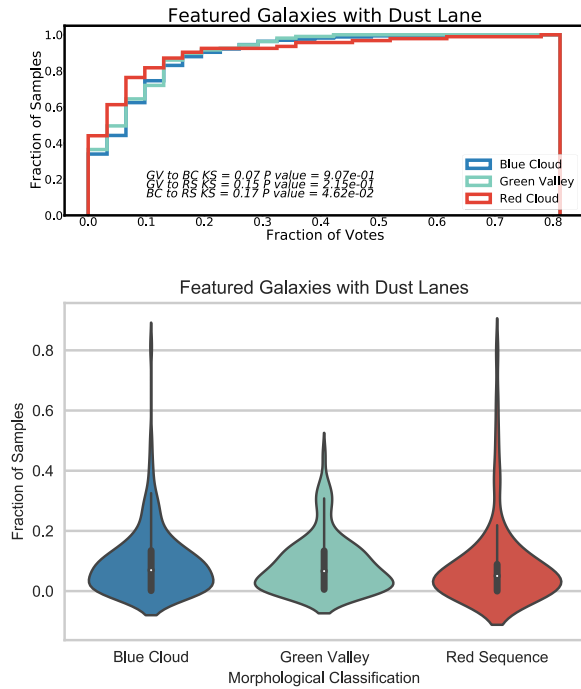 Featured Galaxies with Dust Lane
1.0
0.8
0.6
0.4
0.2
0.0
Fraction of Samples
GV to BC KS = 0.07 P value = 9.07e-01
GV to RS KS = 0.15 P value = 2.15e-01
BC to RS KS = 0.17 P value = 4.62e-02
Blue Cloud
Green Valley
Red Cloud
0.0 0.1 0.2 0.3 0.4 0.5 0.6 0.7 0.8
Fraction of Votes
Featured Galaxies with Dust Lanes
0.8
0.6
0.4
0.2
0.0
Fraction of Samples
Blue Cloud Green Valley Red Sequence
Morphological Classification